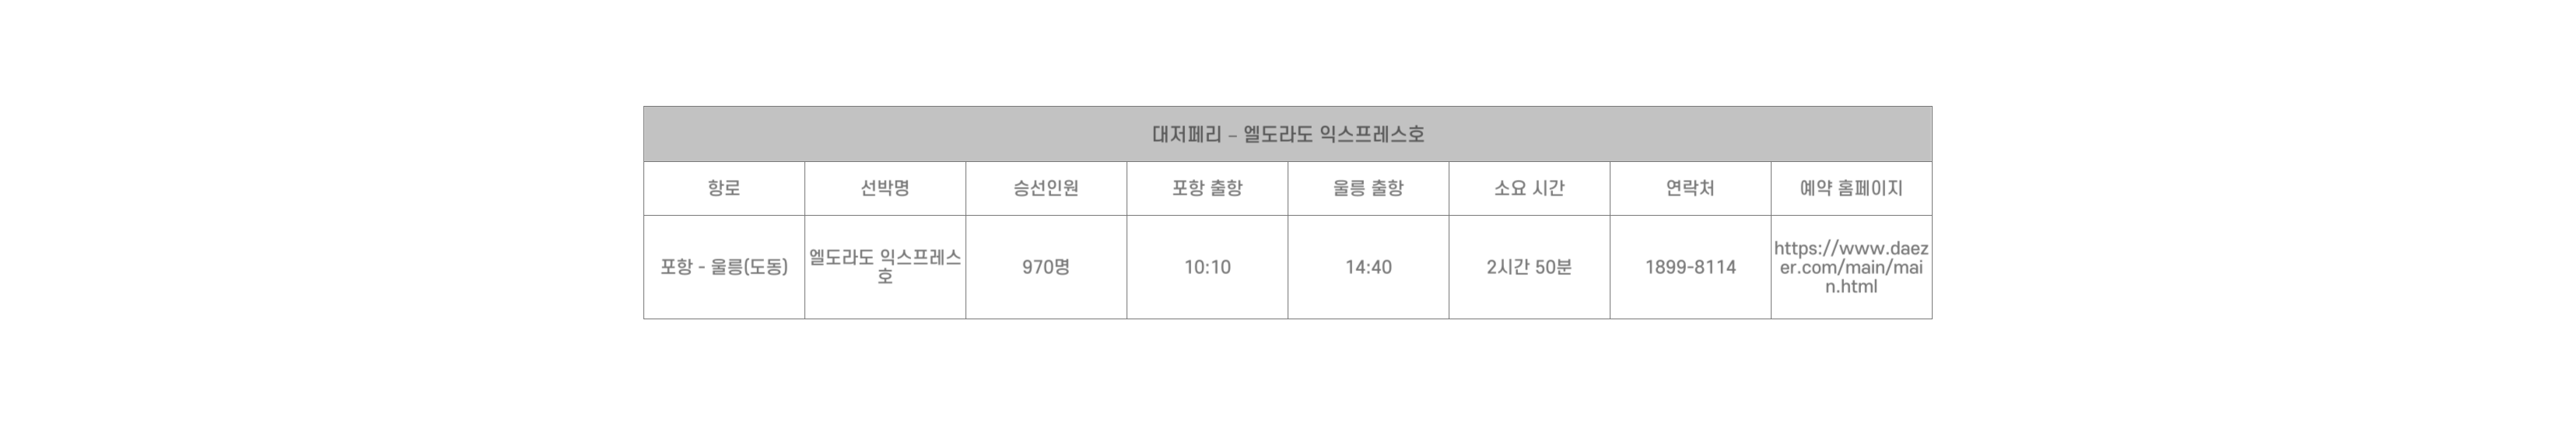 대저페리 – 엘도라도 익스프레스호
항로 선박명 승선인원 포항 출항 울릉 출항 소요 시간 연락처 예약 홈페이지
포항 - 울릉(도동)
엘도라도 익스프레스
호
970명
10:10
14:40
2시간 50분
1899-8114
https://www.daez
er.com/main/mai
n.html